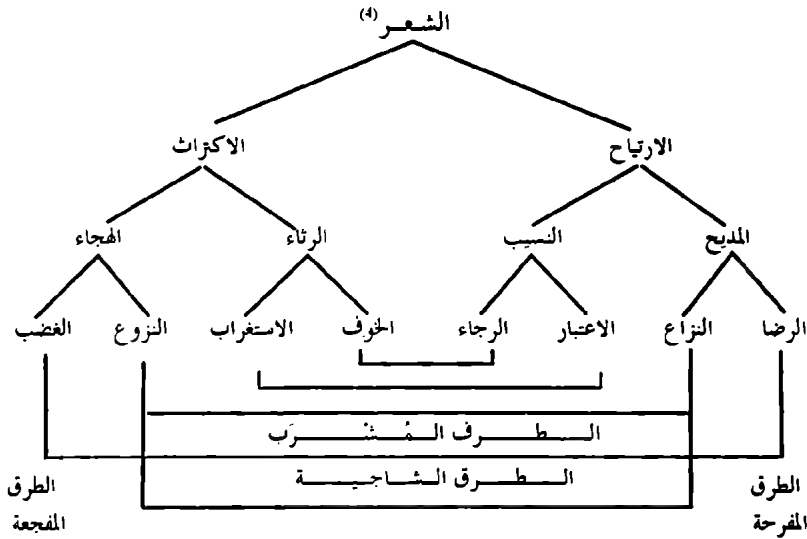 الشعر (4)
الارتياح الاكتراث
المديح النسيب الرثاء الهجاء
الرضا النزاع الاعتبار الرجاء الخوف الاستغراب النزوع الغضب
الطرف المُشْرَب
الطرق الشاجية
الطرق الطرق
المفرحة المفجعة